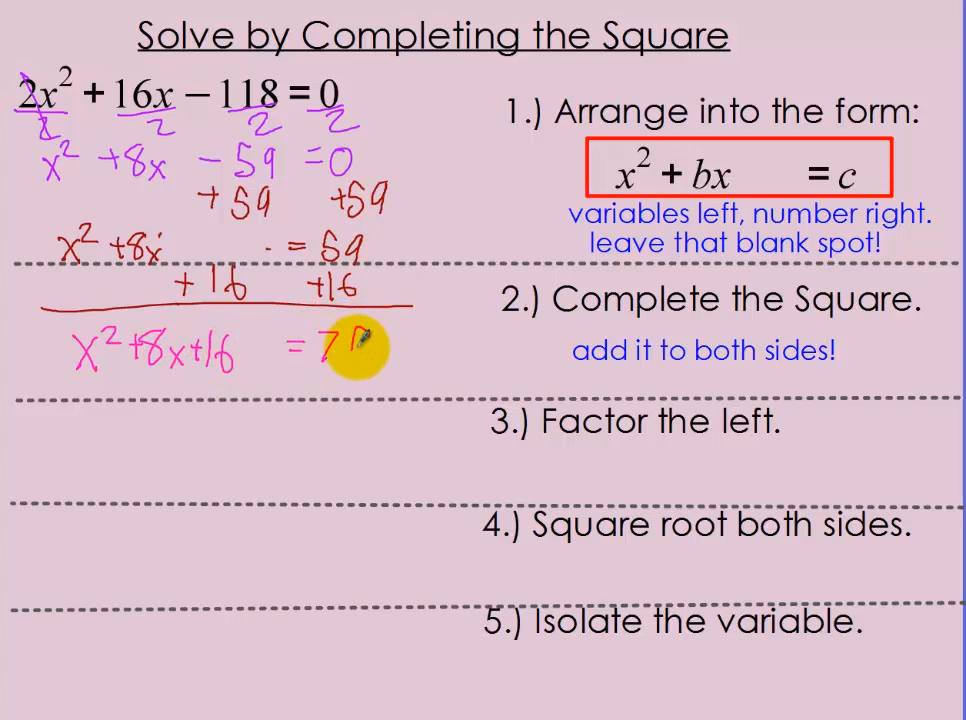 Solve by Completing the Square
2x² + 16x − 118 = 0
2 2 2 2
x² +8x − 59 = 0
+ 59 +59
x² +8x = 59
+ 16 +16
x² +8x+16 = 7
1.) Arrange into the form:
x² + bx = c
variables left, number right.
leave that blank spot!
2.) Complete the Square.
add it to both sides!
3.) Factor the left.
4.) Square root both sides.
5.) Isolate the variable.